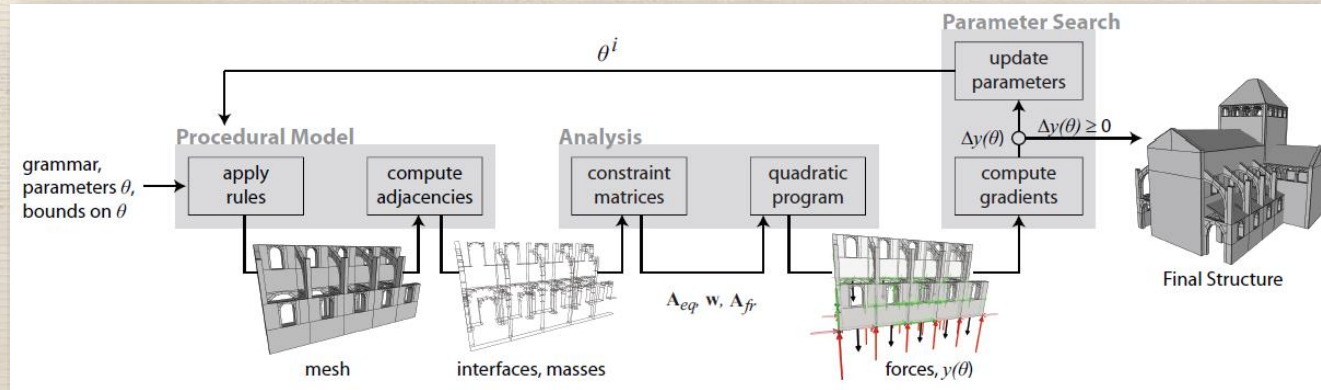 Parameter Search
update
parameters
θⁱ
Δy(θ)
Δy(θ) ≥ 0
compute
gradients
Procedural Model
grammar,
parameters θ,
bounds on θ
apply
rules
compute
adjacencies
Analysis
constraint
matrices
quadratic
program
mesh
interfaces, masses
A_eq, w, A_fr
forces, y(θ)
Final Structure